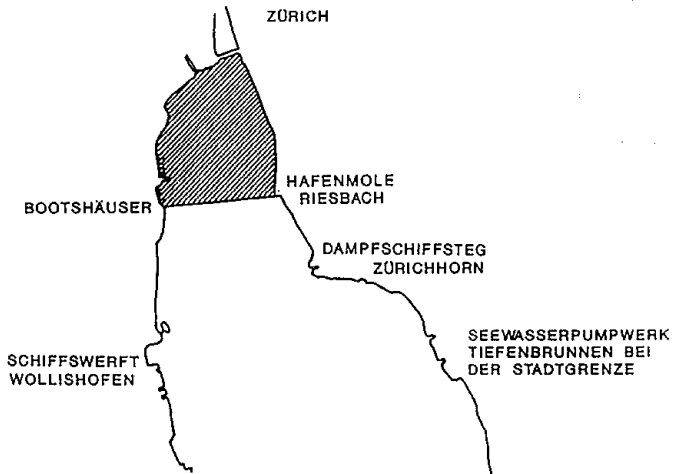 ZÜRICH
HAFENMOLE
RIESBACH
BOOTSHÄUSER
DAMPFSCHIFFSTEG
ZÜRICHHORN
SEEWASSERPUMPWERK
TIEFENBRUNNEN BEI
DER STADTGRENZE
SCHIFFSWERFT
WOLLISHOFEN